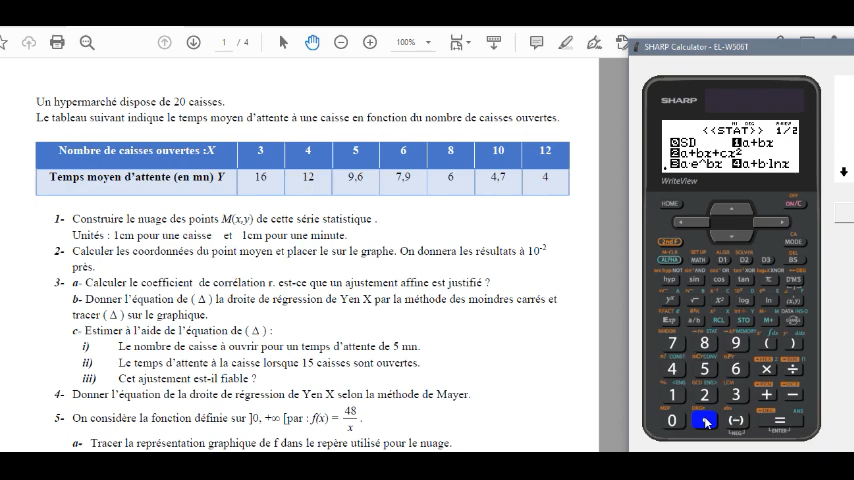 1 / 4
100%
SHARP Calculator - EL-W506T
Un hypermarché dispose de 20 caisses.
Le tableau suivant indique le temps moyen d'attente à une caisse en fonction du nombre de caisses ouvertes.
Nombre de caisses ouvertes :X 3 4 5 6 8 10 12
Temps moyen d'attente (en mn) Y 16 12 9,6 7,9 6 4,7 4
1- Construire le nuage des points M(x,y) de cette série statistique .
Unités : 1cm pour une caisse et 1cm pour une minute.
2- Calculer les coordonnées du point moyen et placer le sur le graphe. On donnera les résultats à 10⁻²
près.
3- a- Calculer le coefficient de corrélation r. est-ce que un ajustement affine est justifié ?
b- Donner l'équation de ( Δ ) la droite de régression de Y en X par la méthode des moindres carrés et
tracer ( Δ ) sur le graphique.
c- Estimer à l'aide de l'équation de ( Δ ) :
i) Le nombre de caisse à ouvrir pour un temps d'attente de 5 mn.
ii) Le temps d'attente à la caisse lorsque 15 caisses sont ouvertes.
iii) Cet ajustement est-il fiable ?
4- Donner l'équation de la droite de régression de Y en X selon la méthode de Mayer.
5- On considère la fonction définie sur ]0, +∞ [par : f(x) = 48/x .
a- Tracer la représentation graphique de f dans le repère utilisé pour le nuage.
SHARP
<<STAT>> 1/2
0SD 1a+bx
2a+bx+cx²
3a·e^bx 4a+b·lnx
WriteView
HOME ON/C
2nd F MODE
ALPHA MATH D1 D2 D3 BS
hyp sin cos tan π
yˣ √ x² log ln (x,y)
Exp a/b RCL STO M+
7 8 9 ( )
4 5 6 × ÷
1 2 3 + −
0 (−) =